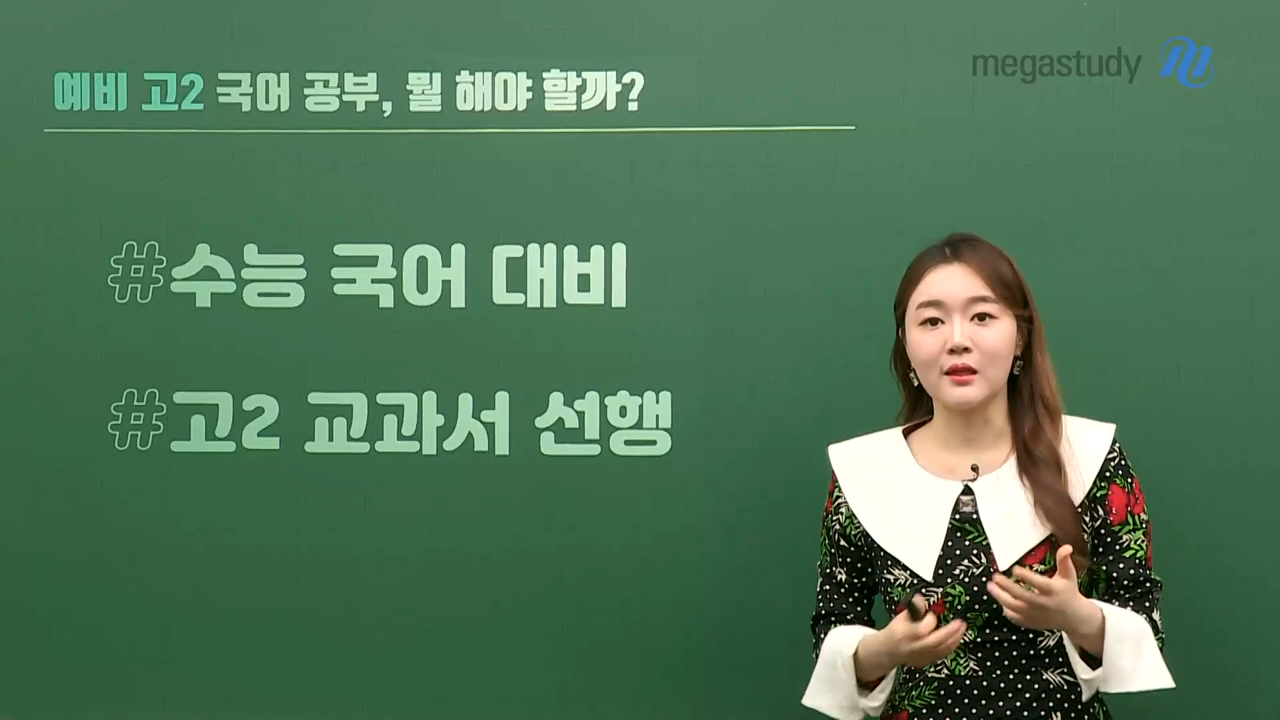 megastudy
예비 고2 국어 공부, 뭘 해야 할까?
#수능 국어 대비
#고2 교과서 선행